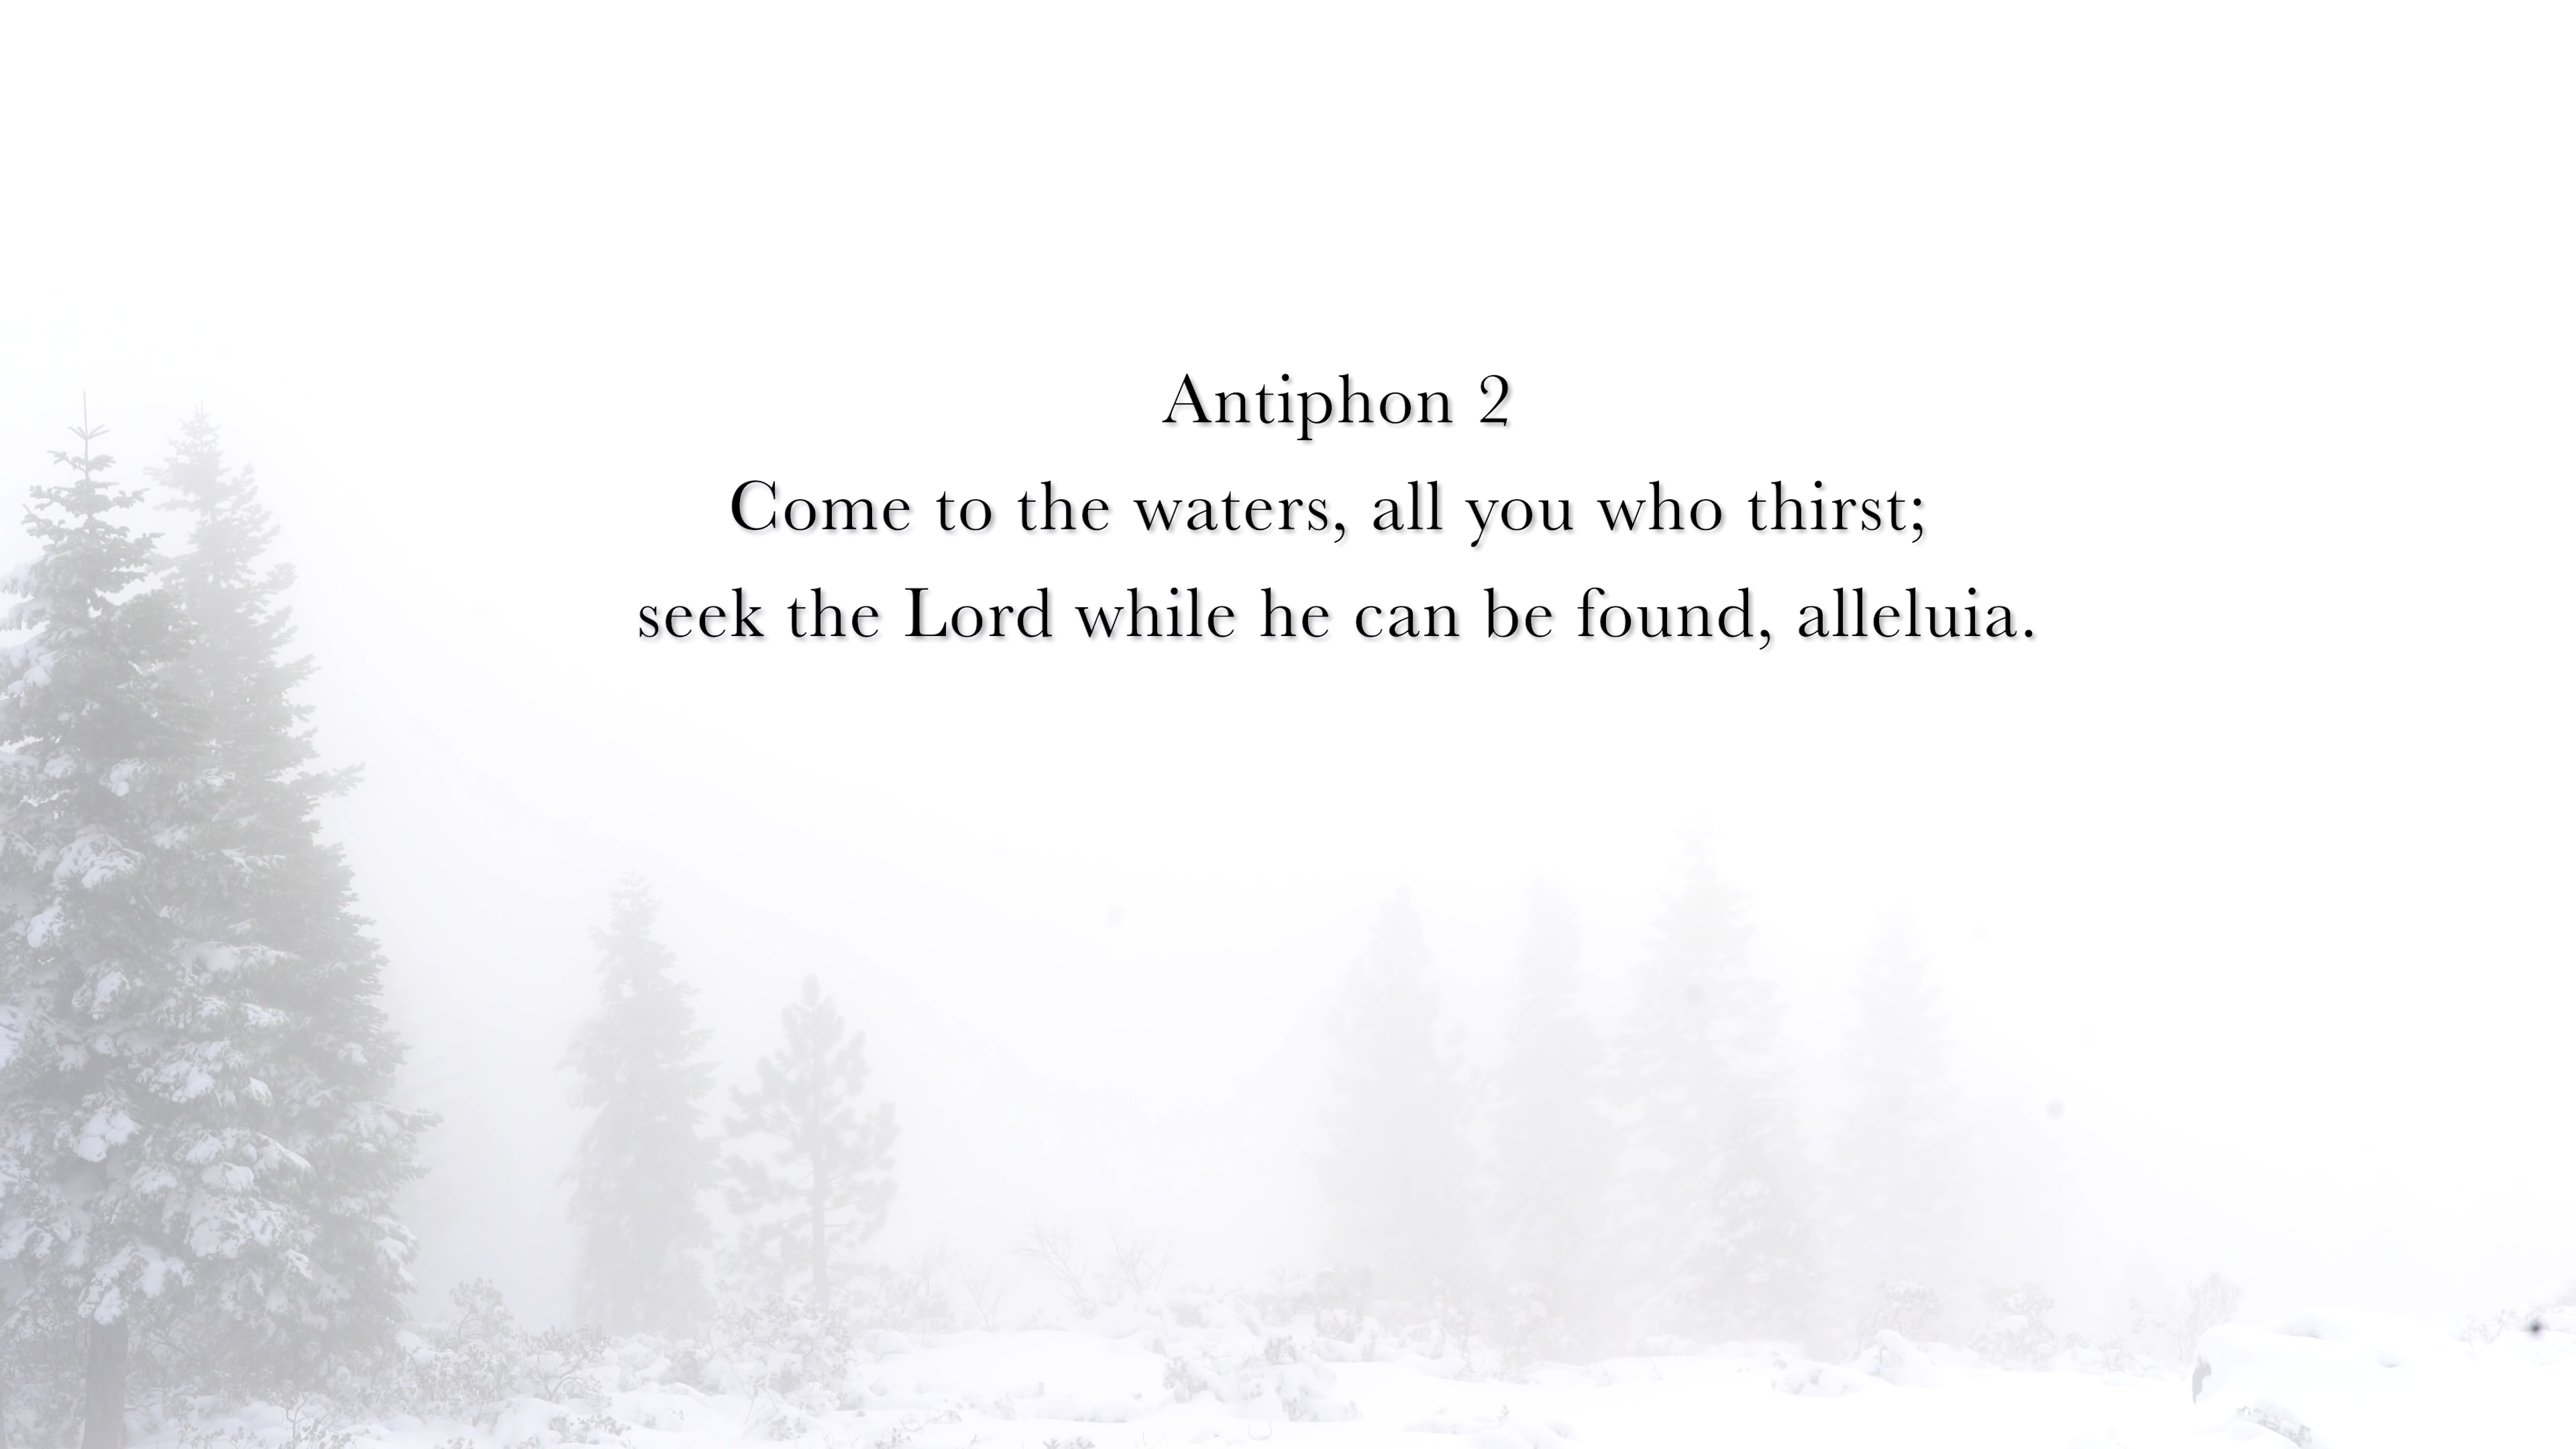 Antiphon 2
Come to the waters, all you who thirst;
seek the Lord while he can be found, alleluia.